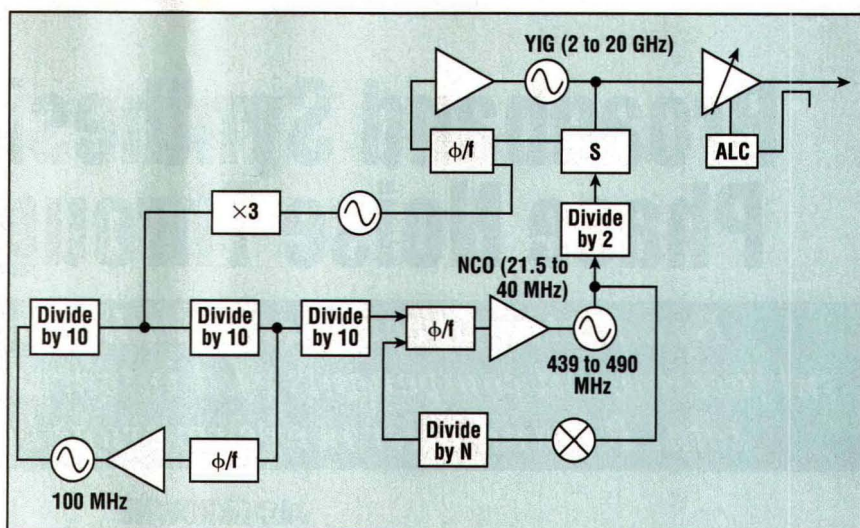 YIG (2 to 20 GHz)
φ/f
S
ALC
×3
Divide
by 2
NCO (21.5 to
40 MHz)
Divide
by 10
Divide
by 10
Divide
by 10
φ/f
439 to 490
MHz
Divide
by N
φ/f
100 MHz